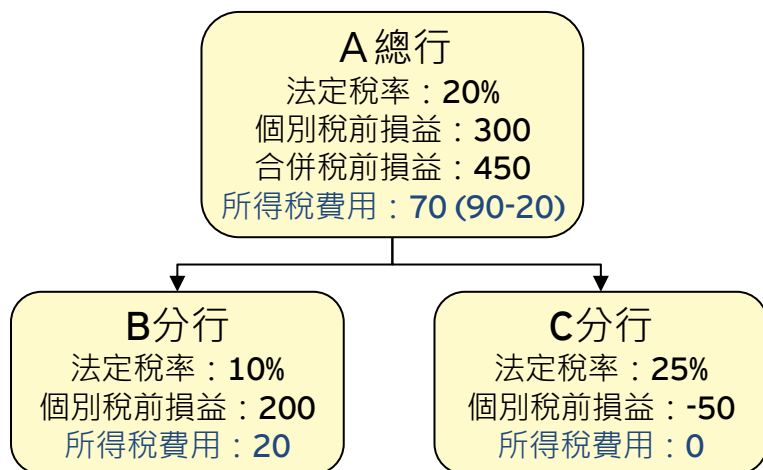 A 總行
法定稅率：20%
個別稅前損益：300
合併稅前損益：450
所得稅費用：70 (90-20)
B分行
法定稅率：10%
個別稅前損益：200
所得稅費用：20
C分行
法定稅率：25%
個別稅前損益：-50
所得稅費用：0